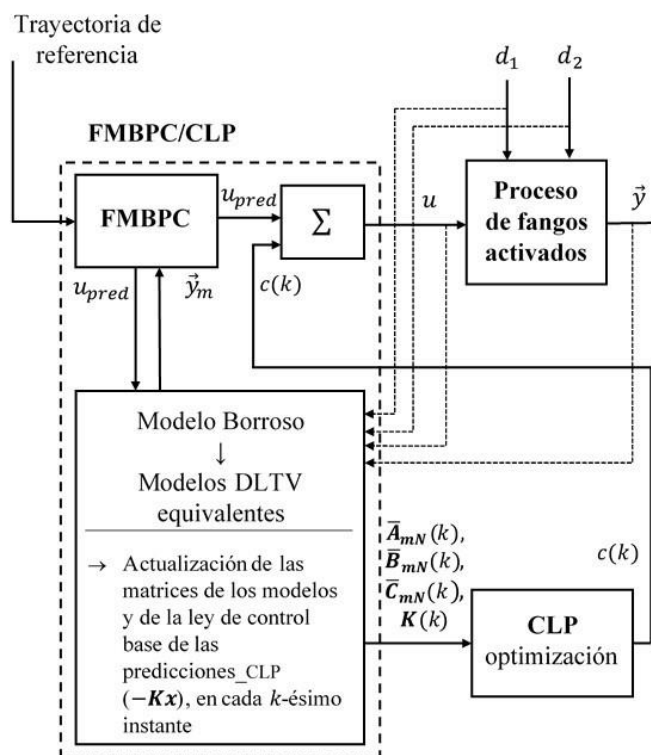 Trayectoria de
referencia
d₁
d₂
FMBPC/CLP
FMBPC
u_pred
Σ
u
Proceso
de fangos
activados
y⃗
u_pred
y⃗_m
c(k)
Modelo Borroso
↓
Modelos DLTV
equivalentes
→ Actualización de las
matrices de los modelos
y de la ley de control
base de las
predicciones_CLP
(−Kx), en cada k-ésimo
instante
A̅_mN(k),
B̅_mN(k),
C̅_mN(k),
K(k)
c(k)
CLP
optimización